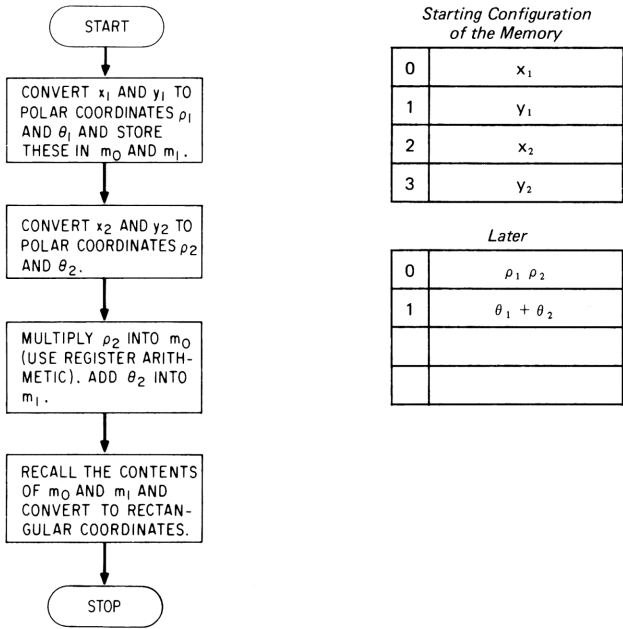 START
CONVERT x₁ AND y₁ TO
POLAR COORDINATES ρ₁
AND θ₁ AND STORE
THESE IN m₀ AND m₁.
CONVERT x₂ AND y₂ TO
POLAR COORDINATES ρ₂
AND θ₂.
MULTIPLY ρ₂ INTO m₀
(USE REGISTER ARITH-
METIC). ADD θ₂ INTO
m₁.
RECALL THE CONTENTS
OF m₀ AND m₁ AND
CONVERT TO RECTAN-
GULAR COORDINATES.
STOP
Starting Configuration
of the Memory
0 x₁
1 y₁
2 x₂
3 y₂
Later
0 ρ₁ ρ₂
1 θ₁ + θ₂